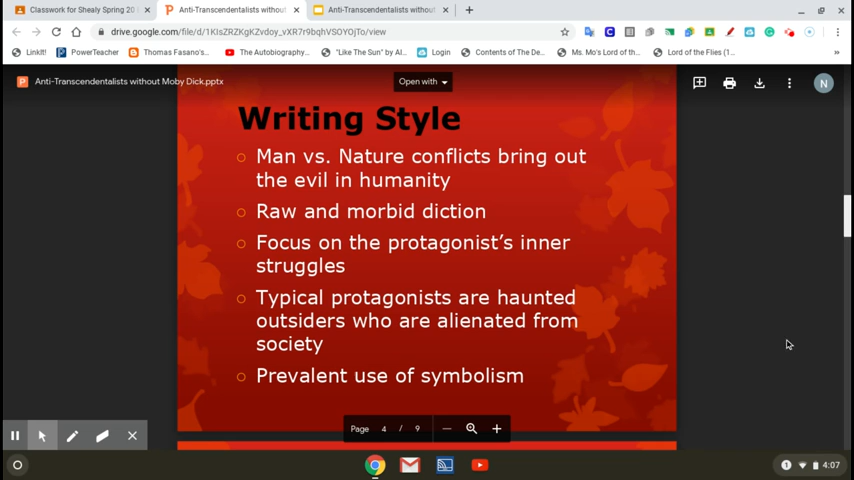 Classwork for Shealy Spring 20
Anti-Transcendentalists without
Anti-Transcendentalists without
drive.google.com/file/d/1KIsZRZKgKZvdoy_vXR7r9bqhVSOYOjTo/view
LinkIt!
PowerTeacher
Thomas Fasano's...
The Autobiography...
"Like The Sun" by Al...
Login
Contents of The De...
Ms. Mo's Lord of th...
Lord of the Flies (1...
Anti-Transcendentalists without Moby Dick.pptx
Open with
N
Writing Style
Man vs. Nature conflicts bring out
the evil in humanity
Raw and morbid diction
Focus on the protagonist's inner
struggles
Typical protagonists are haunted
outsiders who are alienated from
society
Prevalent use of symbolism
Page 4 / 9
1 4:07